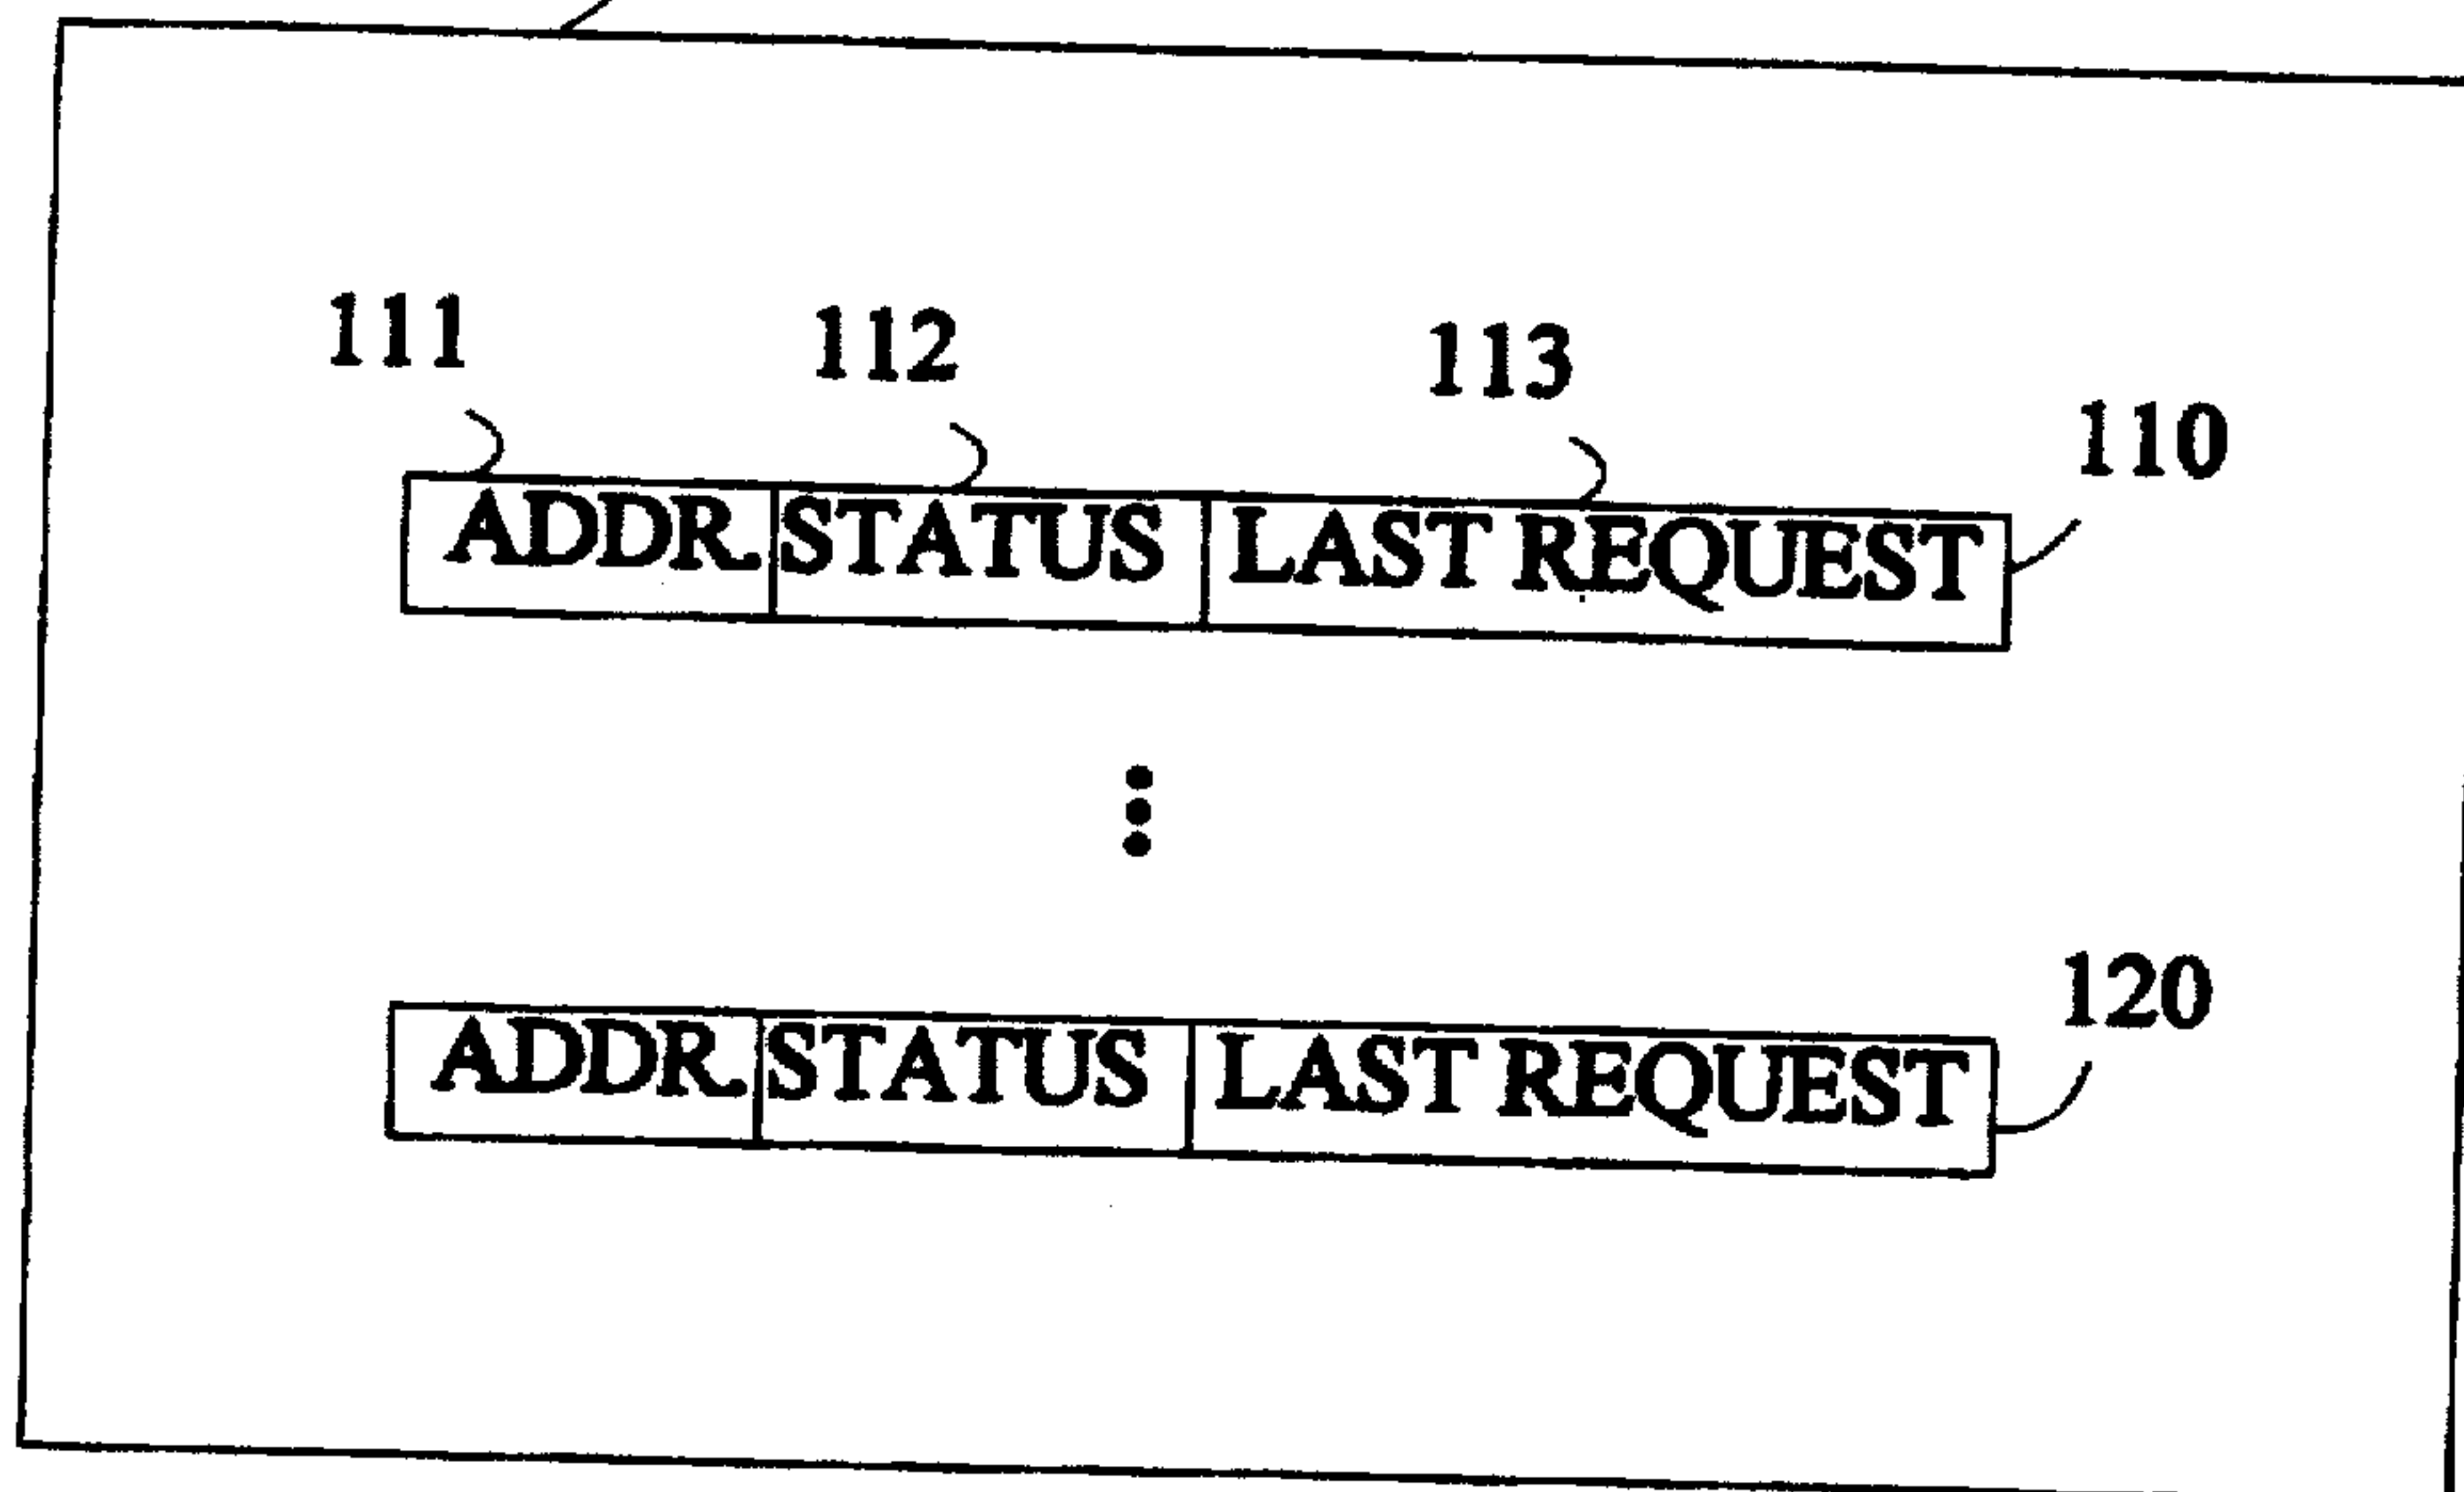 111 112 113
110
ADDR. STATUS LAST REQUEST
120
ADDR. STATUS LAST REQUEST